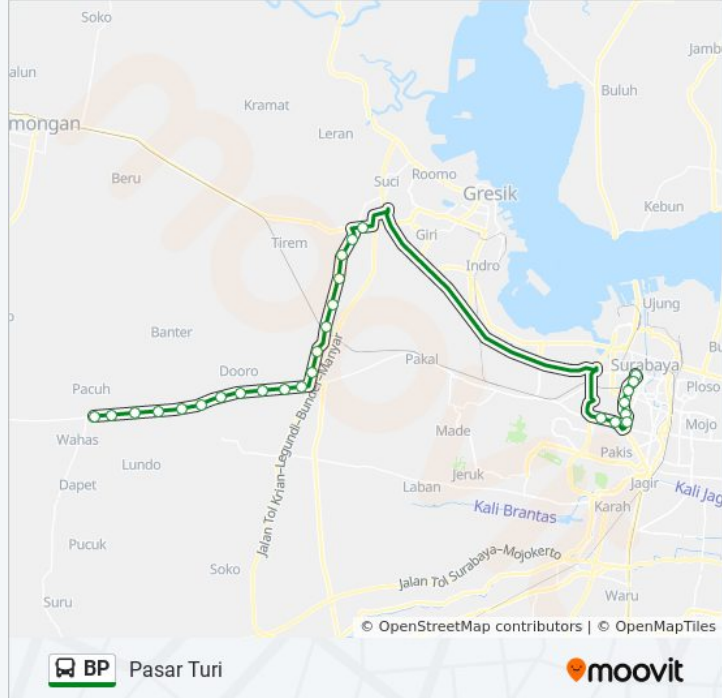 Soko
Jamb
alun
Kramat
Buluh
mongan
Leran
Suci
Roomo
Beru
Gresik
Kebun
Tirem
Giri
Indro
Ujung
Banter
Jalan Tol Krian-Legundi-Bunder-Manyar
Pakal
Surabaya
Bu
Dooro
Pacuh
Ploso
Wahas
Made
Mojo
Lundo
Pakis
Dapet
Jeruk
Laban
Jagir
Kali Jag
Kali Brantas
Karah
Pucuk
Jalan Tol Surabaya-Mojokerto
Soko
Suru
Waru
© OpenStreetMap contributors | © OpenMapTiles
BP Pasar Turi
moovit